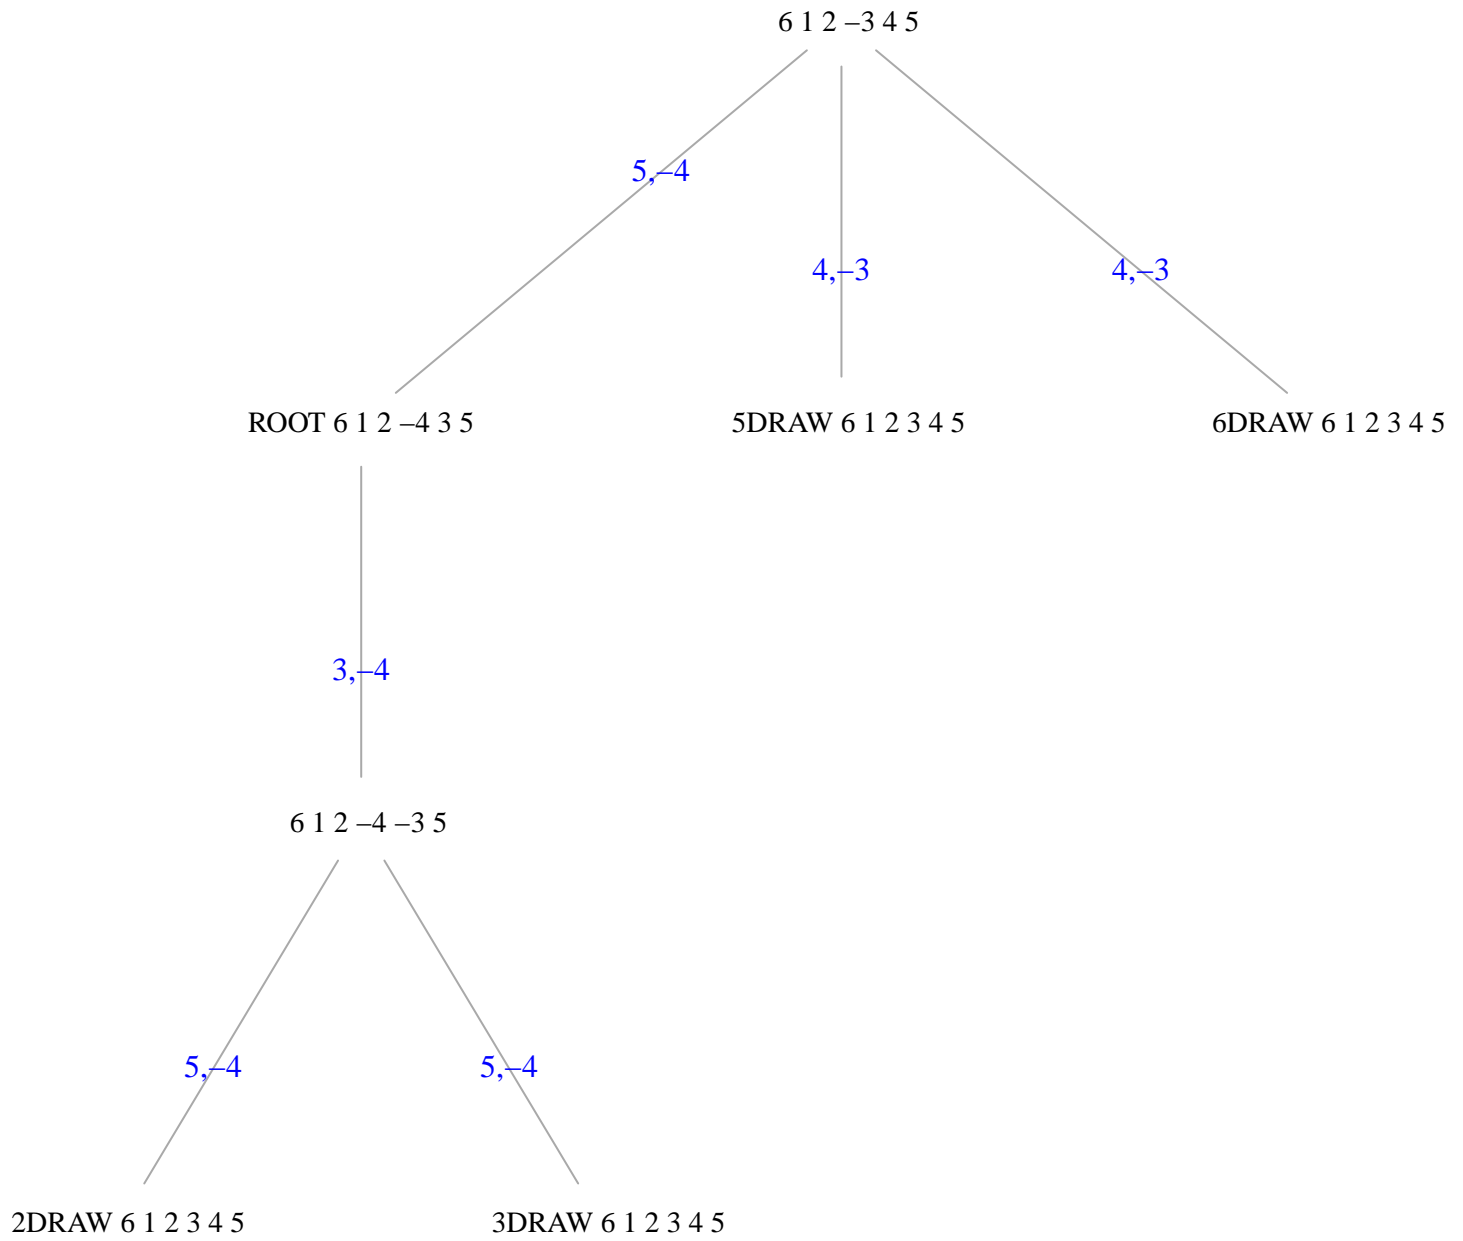 6 1 2 –3 4 5
5,–4
4,–3
4,–3
ROOT 6 1 2 –4 3 5
5DRAW 6 1 2 3 4 5
6DRAW 6 1 2 3 4 5
3,–4
6 1 2 –4 –3 5
5,–4
5,–4
2DRAW 6 1 2 3 4 5
3DRAW 6 1 2 3 4 5